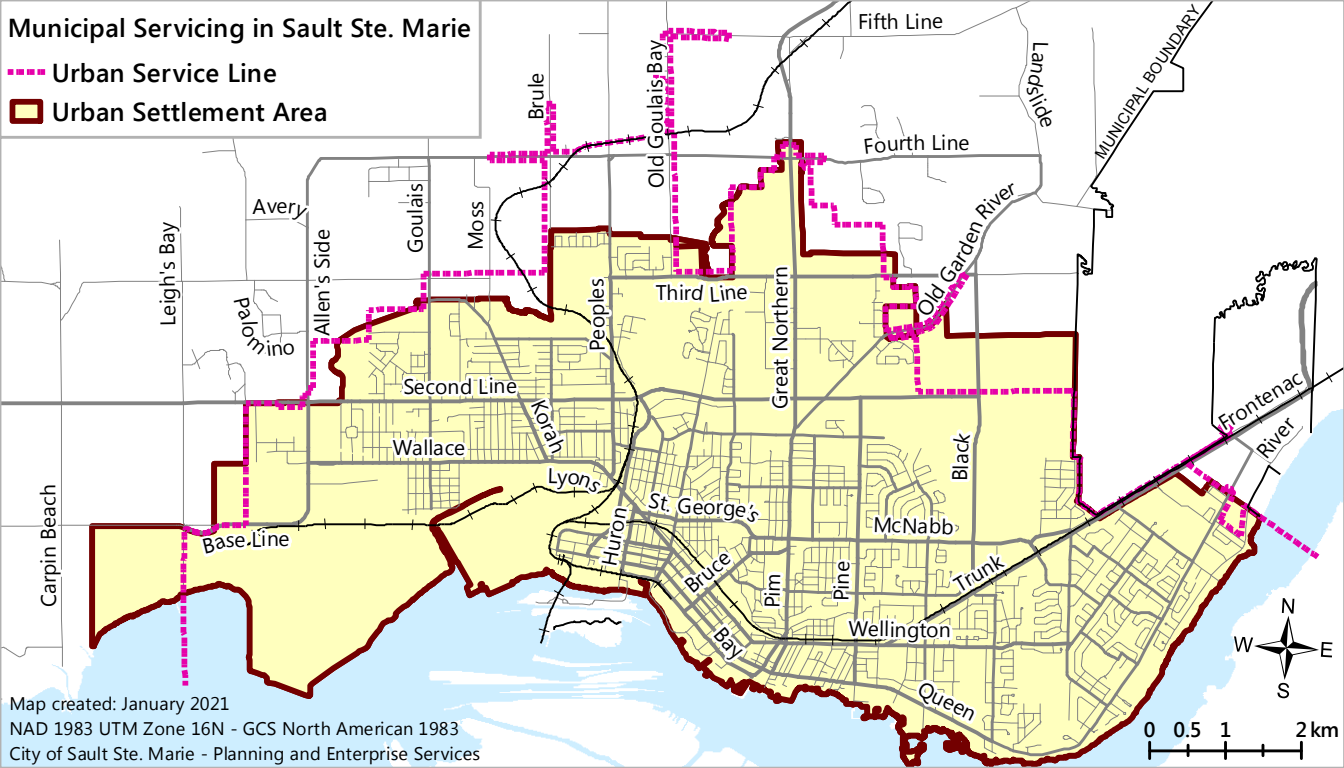 Municipal Servicing in Sault Ste. Marie
Urban Service Line
Urban Settlement Area
Fifth Line
Landslide
MUNICIPAL BOUNDARY
Brule
Old Goulais Bay
Fourth Line
Avery
Goulais
Moss
Leigh's Bay
Allen's Side
Palomino
Old Garden River
Third Line
Peoples
Great Northern
Second Line
Korah
Wallace
Lyons
Frontenac
River
Black
St. George's
McNabb
Carpin Beach
Base Line
Huron
Bruce
Pim
Pine
Trunk
Wellington
Bay
Queen
N
W
E
S
Map created: January 2021
NAD 1983 UTM Zone 16N - GCS North American 1983
City of Sault Ste. Marie - Planning and Enterprise Services
0 0.5 1 2 km